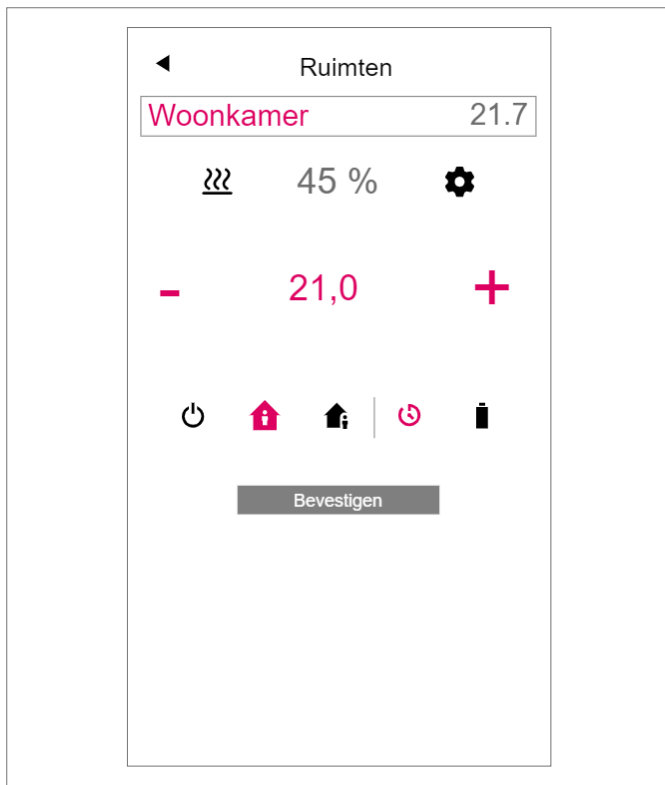 Ruimten
Woonkamer 21.7
45 %
- 21,0 +
Bevestigen